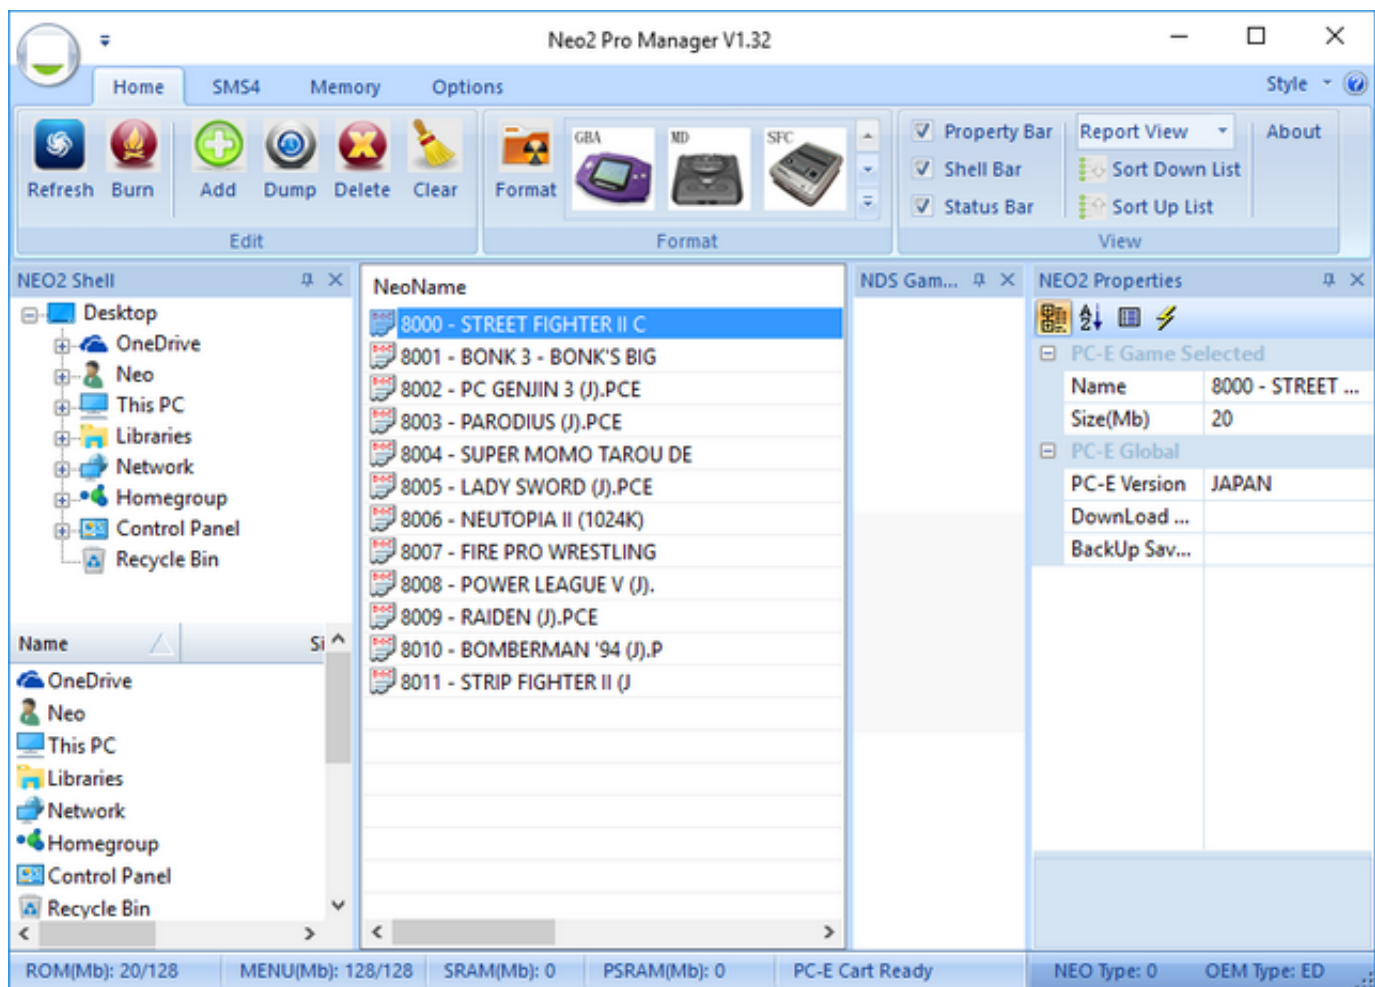 Neo2 Pro Manager V1.32
Home SMS4 Memory Options Style
Refresh Burn Add Dump Delete Clear
Edit
Format GBA MD SFC
Format
Property Bar Report View About
Shell Bar Sort Down List
Status Bar Sort Up List
View
NEO2 Shell
Desktop
OneDrive
Neo
This PC
Libraries
Network
Homegroup
Control Panel
Recycle Bin
Name Si
OneDrive
Neo
This PC
Libraries
Network
Homegroup
Control Panel
Recycle Bin
NeoName
8000 - STREET FIGHTER II C
8001 - BONK 3 - BONK'S BIG
8002 - PC GENJIN 3 (J).PCE
8003 - PARODIUS (J).PCE
8004 - SUPER MOMO TAROU DE
8005 - LADY SWORD (J).PCE
8006 - NEUTOPIA II (1024K)
8007 - FIRE PRO WRESTLING
8008 - POWER LEAGUE V (J).
8009 - RAIDEN (J).PCE
8010 - BOMBERMAN '94 (J).P
8011 - STRIP FIGHTER II (J
NDS Gam...
NEO2 Properties
PC-E Game Selected
Name 8000 - STREET ...
Size(Mb) 20
PC-E Global
PC-E Version JAPAN
DownLoad ...
BackUp Sav...
ROM(Mb): 20/128 MENU(Mb): 128/128 SRAM(Mb): 0 PSRAM(Mb): 0 PC-E Cart Ready NEO Type: 0 OEM Type: ED